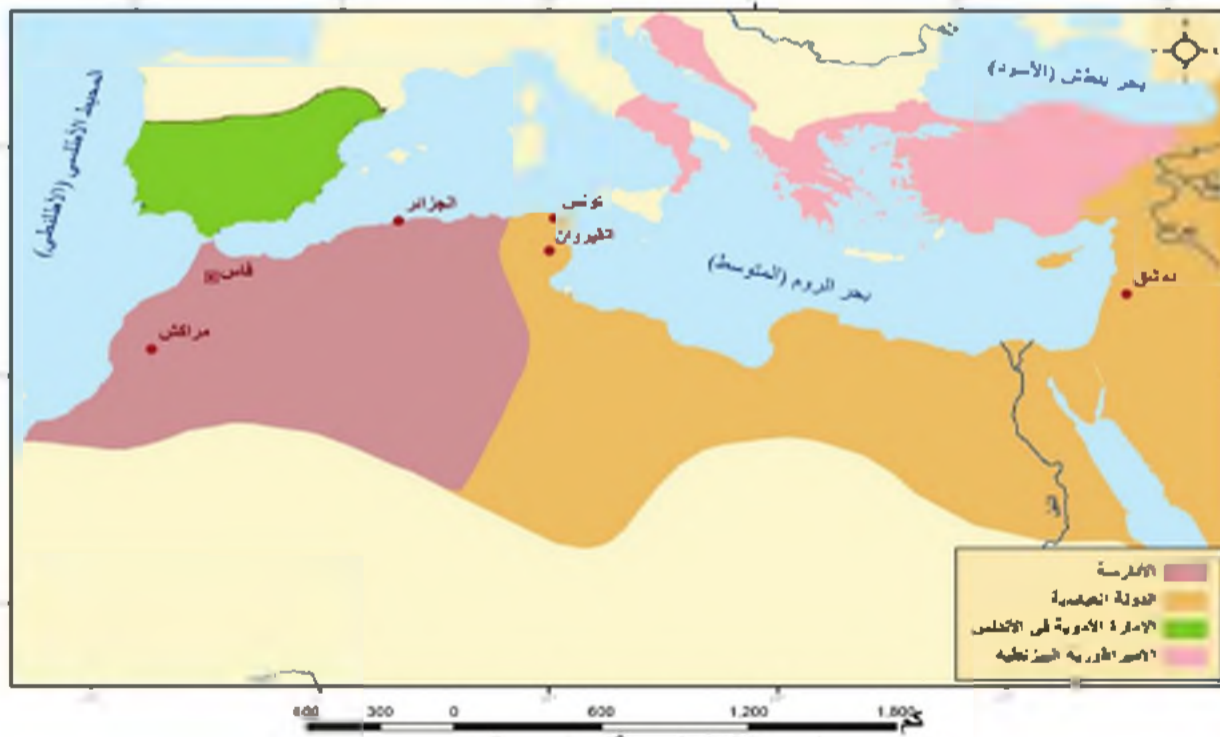 بحر بنطش (الأسود)
المحيط الأطلسي (الأطلنطي)
الجزائر
تونس
القيروان
فاس
بحر الروم (المتوسط)
دمشق
مراكش
الأدارسة
الدولة العباسية
الإمارة الأموية في الأندلس
الامبراطورية البيزنطية
600 300 0 600 1,200 1,800
كم